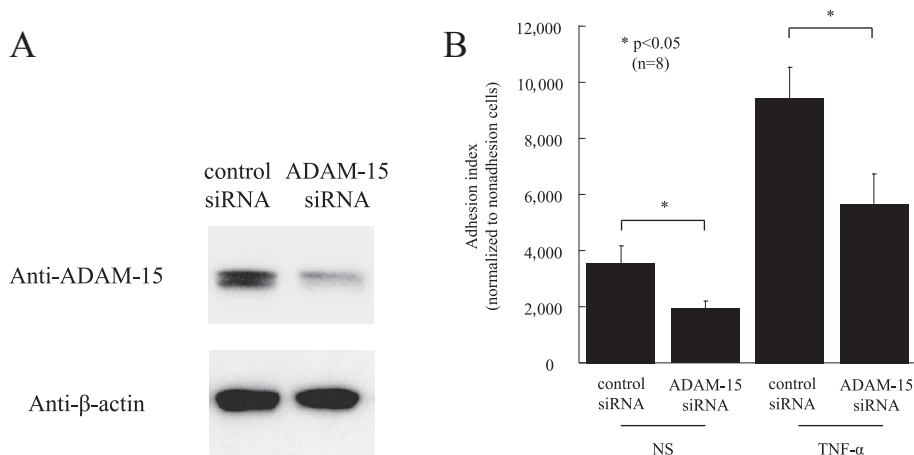 A
control ADAM-15
siRNA siRNA
Anti-ADAM-15
Anti-β-actin
B
Adhesion index
(normalized to nonadhesion cells)
12,000
10,000
8,000
6,000
4,000
2,000
0
* p<0.05
(n=8)
*
*
control ADAM-15 control ADAM-15
siRNA siRNA siRNA siRNA
NS TNF-α